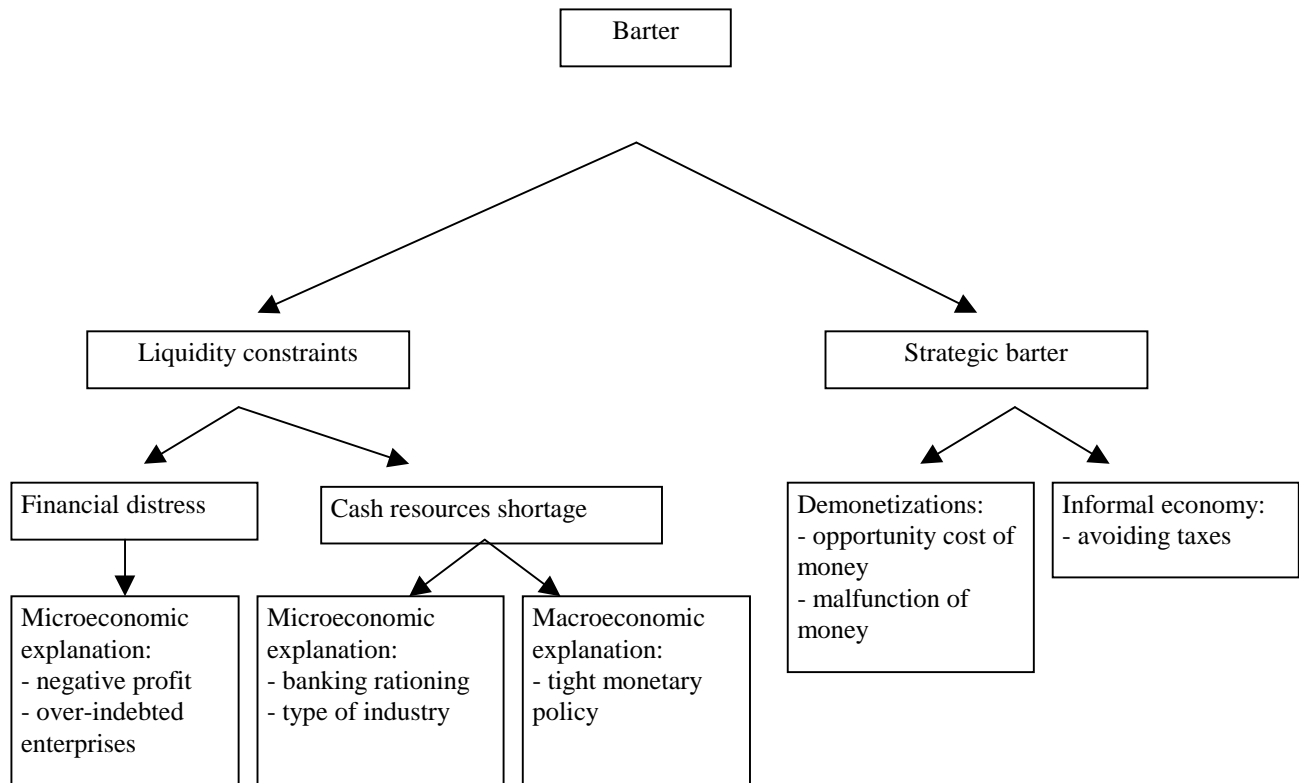 Barter
Liquidity constraints
Strategic barter
Financial distress
Cash resources shortage
Demonetizations:
- opportunity cost of
money
- malfunction of
money
Informal economy:
- avoiding taxes
Microeconomic
explanation:
- negative profit
- over-indebted
enterprises
Microeconomic
explanation:
- banking rationing
- type of industry
Macroeconomic
explanation:
- tight monetary
policy